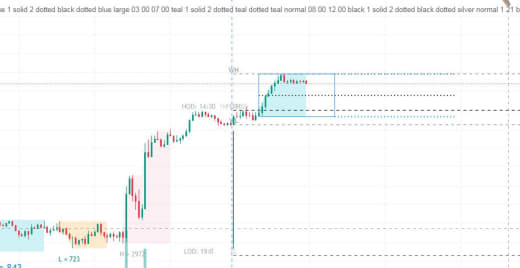 e 1 solid 2 dotted black dotted blue large 03 00 07 00 teal 1 solid 2 dotted teal dotted teal normal 08 00 12 00 black 1 solid 2 dotted black dotted silver normal 1 21 b
WH
HOD: 14:30
LOD: 19:0
H = 2972
L = 721
= 843